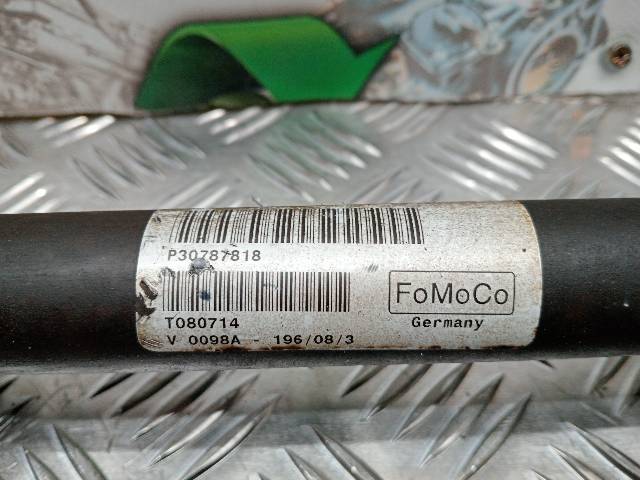 P30787818
T080714
V 0098A - 196/08/3
FoMoCo
Germany